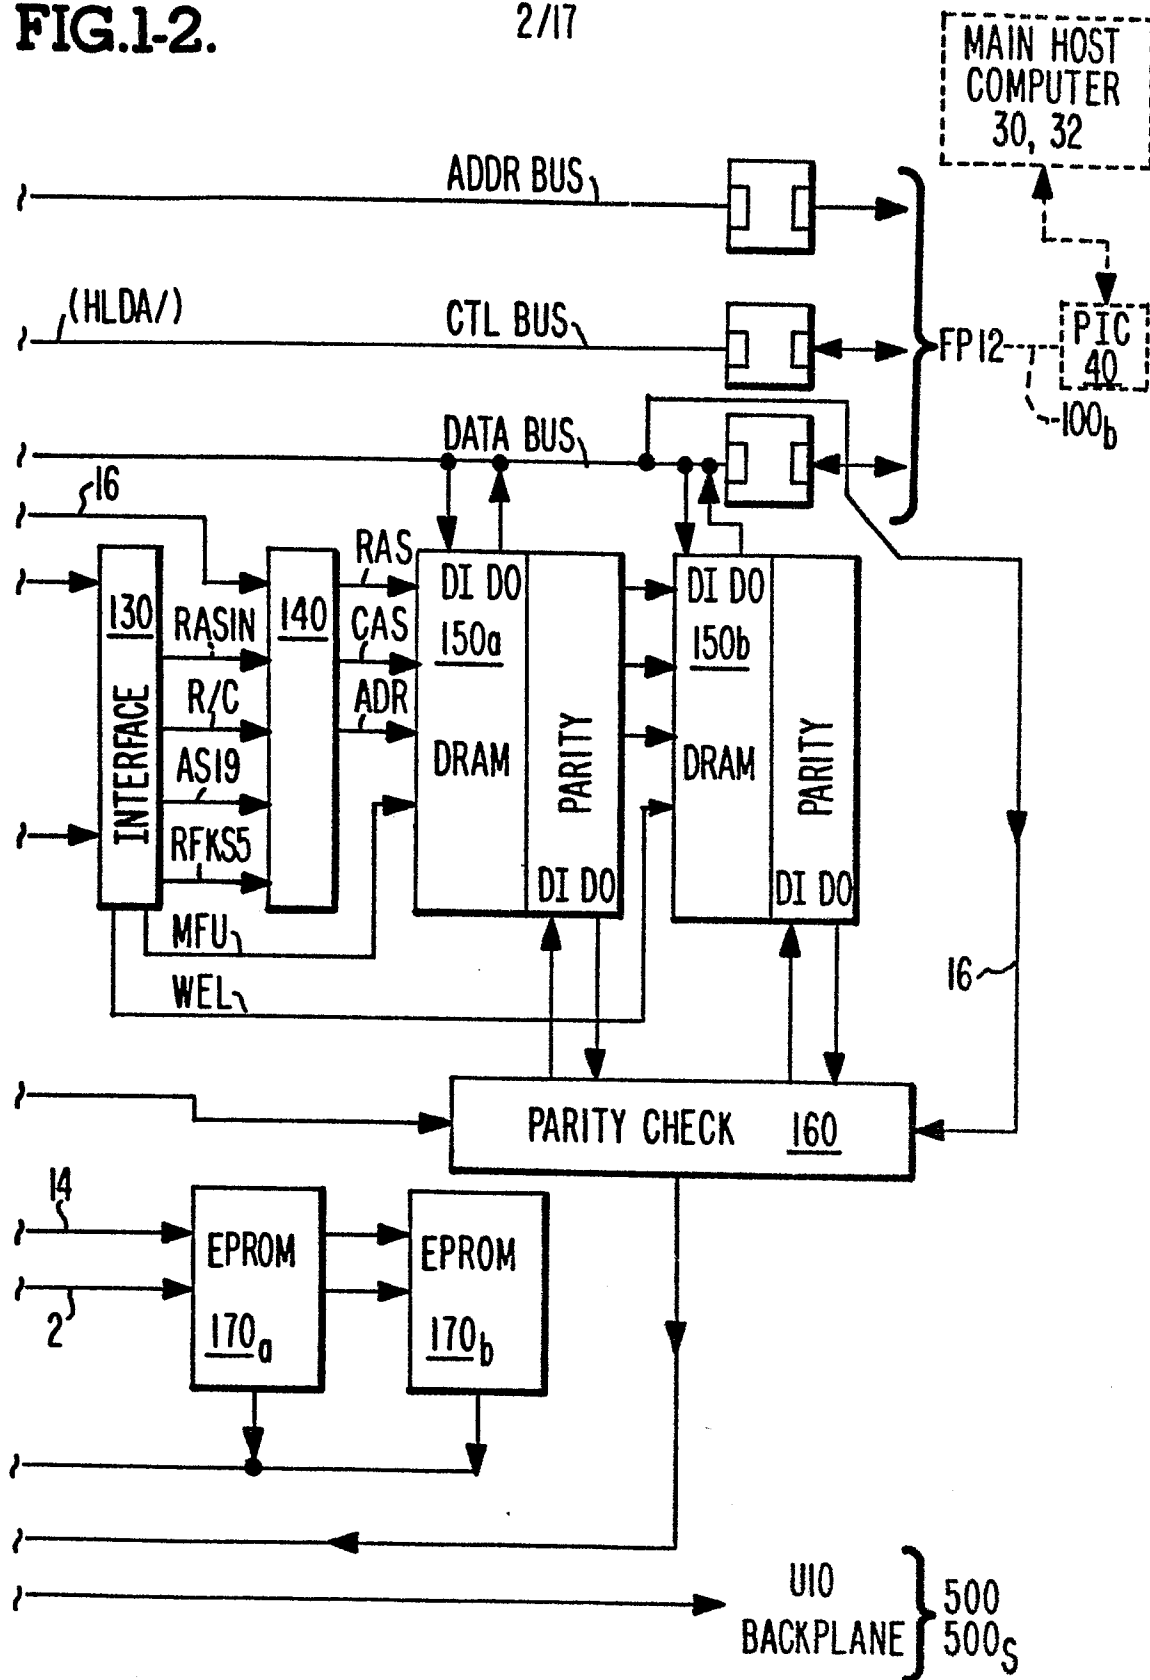 FIG.1-2.
2/17
MAIN HOST
COMPUTER
30, 32
ADDR BUS
(HLDA/)
CTL BUS
FP12
PIC
40
100b
DATA BUS
16
RAS
CAS
ADR
130
INTERFACE
RASIN
R/C
AS19
RFKS5
140
DI DO
150a
DRAM
PARITY
DI DO
DI DO
150b
DRAM
PARITY
DI DO
MFU
WEL
16
PARITY CHECK 160
14
2
EPROM
170a
EPROM
170b
UIO
BACKPLANE
500
500s